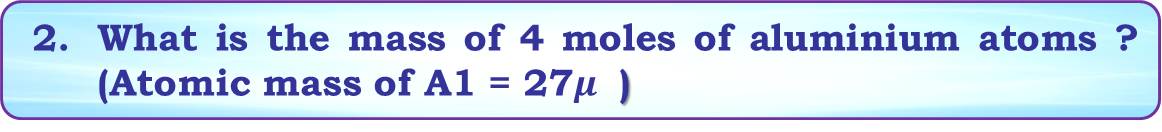 2. What is the mass of 4 moles of aluminium atoms ?
(Atomic mass of A1 = 27μ )